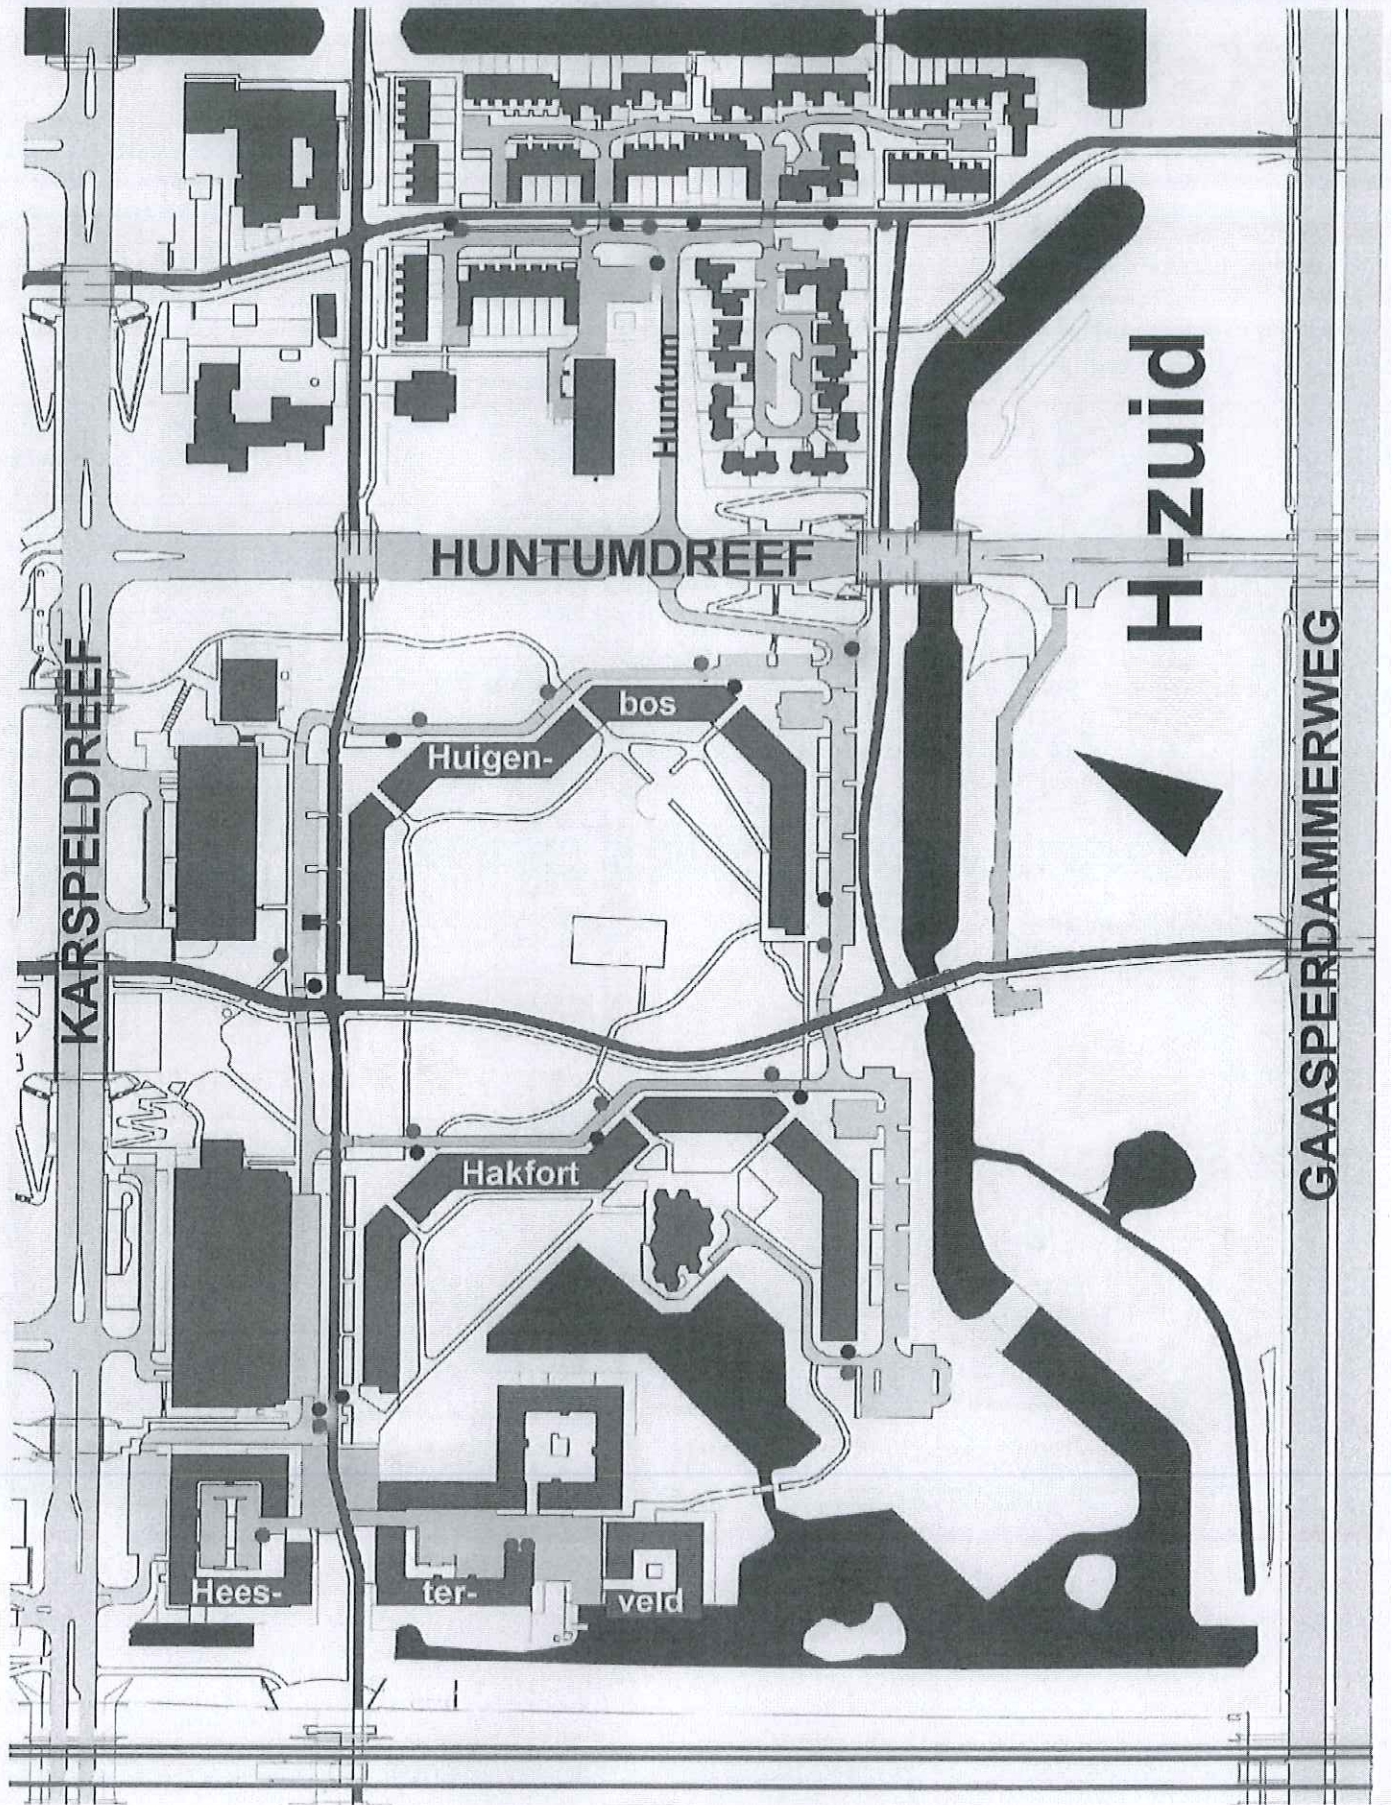 Huntum
H-zuid
HUNTUMDREEF
KARSPELDREEF
GAASPERDAMMERWEG
bos
Huigen-
Hakfort
Hees-
ter-
veld